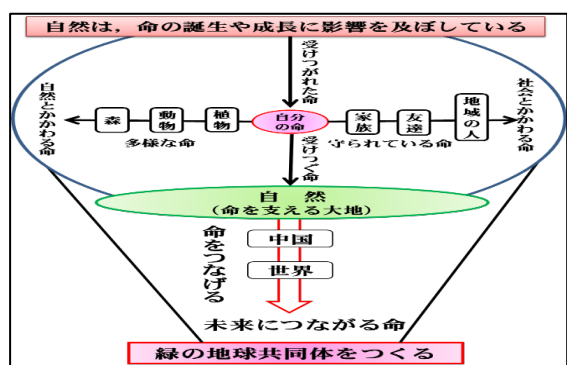 自然は，命の誕生や成長に影響を及ぼしている
受けつがれた命
自然とかかわる命
森
動物
植物
多様な命
自分
の命
家族
友達
地域の人
守られている命
社会とかかわる命
受けつぐ命
自然
(命を支える大地)
命をつなげる
中国
世界
未来につながる命
緑の地球共同体をつくる